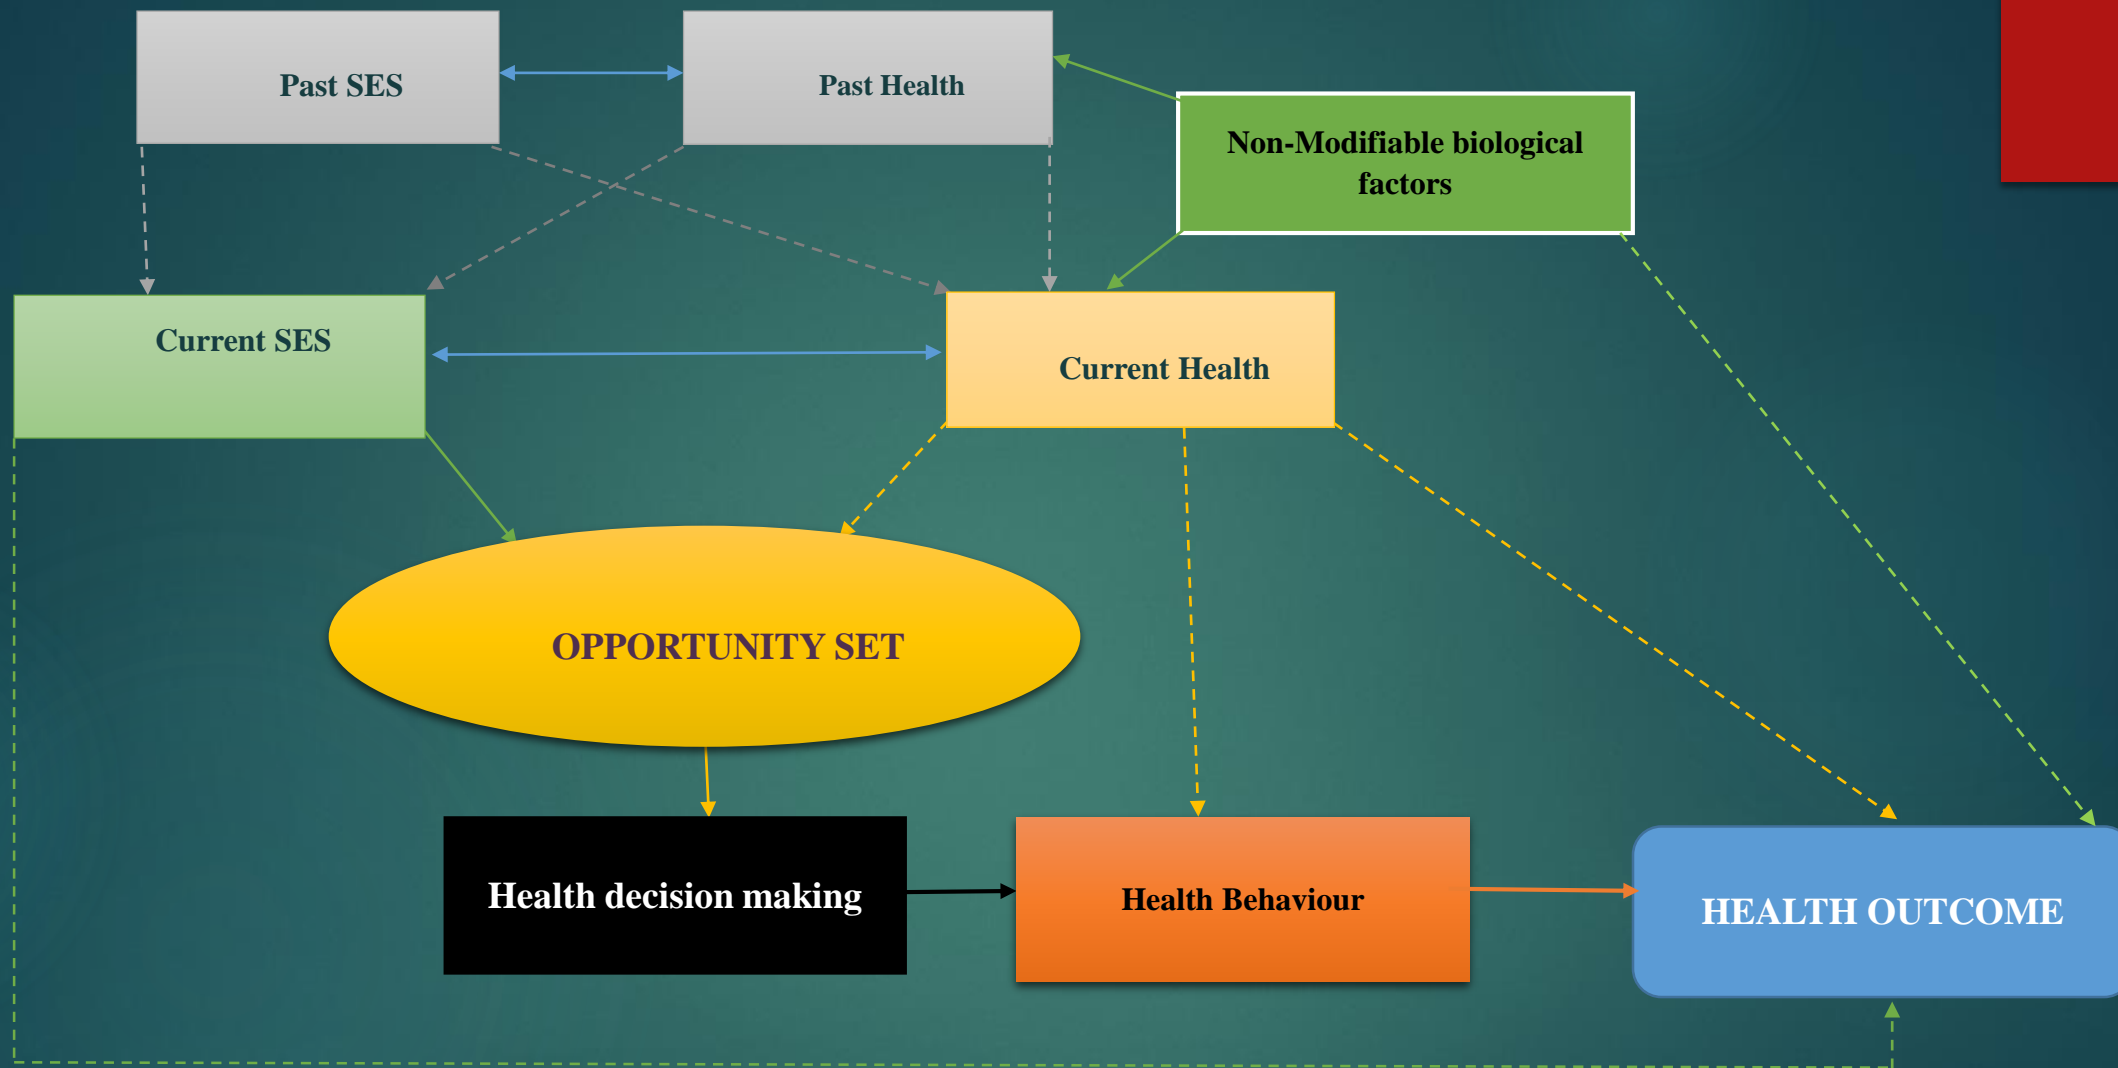 Past SES
Past Health
Non-Modifiable biological
factors
Current SES
Current Health
OPPORTUNITY SET
Health decision making
Health Behaviour
HEALTH OUTCOME